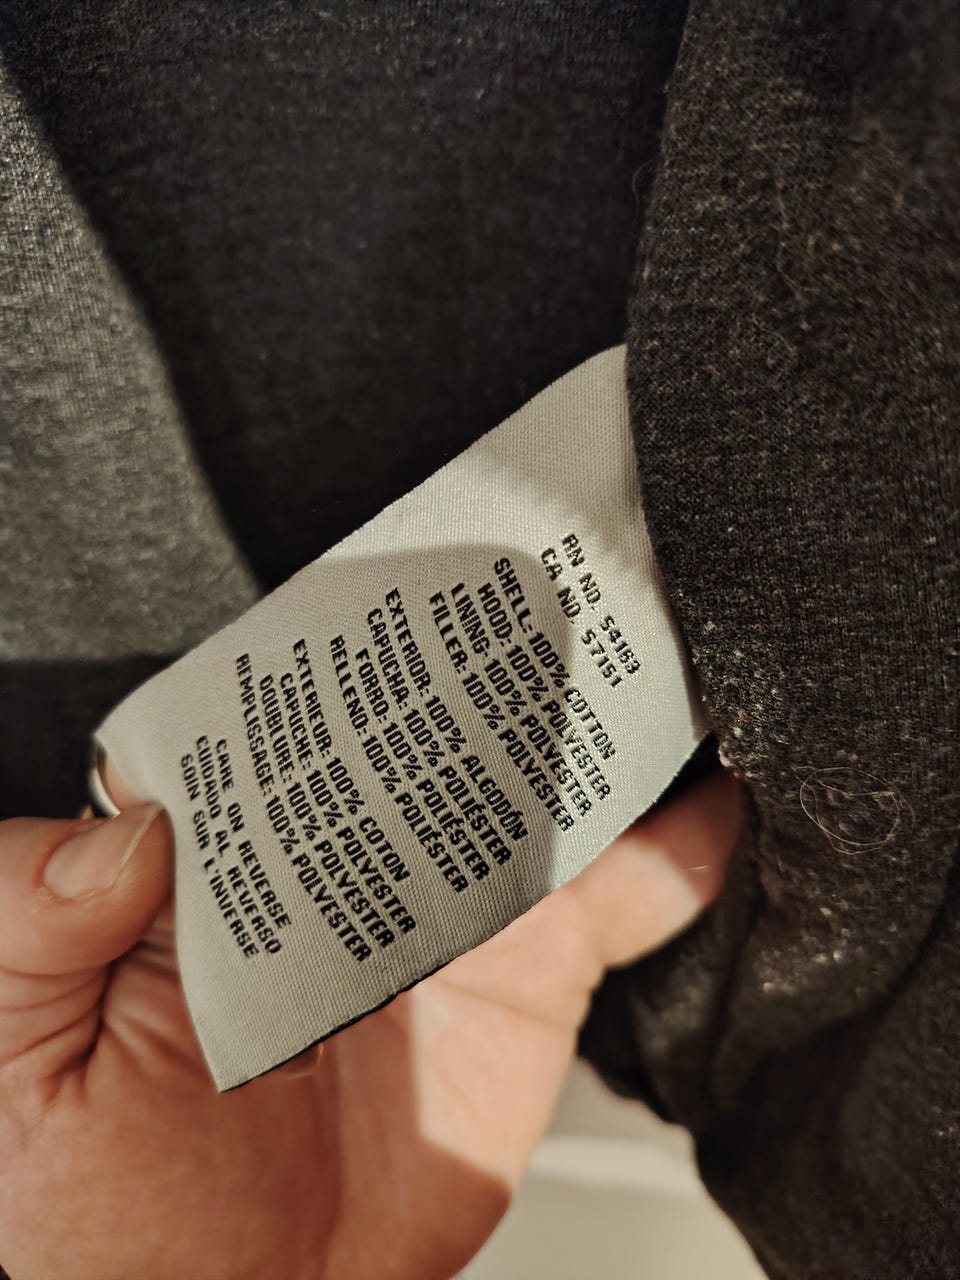 RN NO. 54163
CA NO. 57151
SHELL: 100% COTTON
HOOD: 100% POLYESTER
LINING: 100% POLYESTER
FILLER: 100% POLYESTER
EXTERIOR: 100% ALGODÓN
CAPUCHA: 100% POLIÉSTER
FORRO: 100% POLIÉSTER
RELLENO: 100% POLIÉSTER
EXTERIEUR: 100% COTON
CAPUCHE: 100% POLYESTER
DOUBLURE: 100% POLYESTER
REMPLISSAGE: 100% POLYESTER
CARE ON REVERSE
CUIDADO AL REVERSO
SOIN SUR L'INVERSE